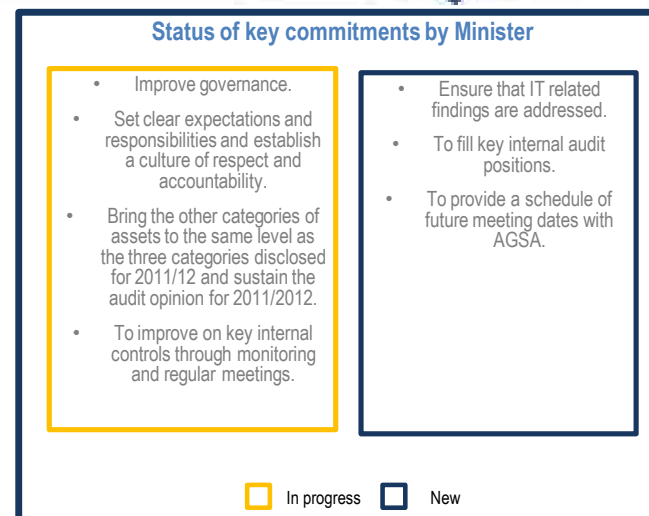 Status of key commitments by Minister
• Improve governance.
• Set clear expectations and
responsibilities and establish
a culture of respect and
accountability.
• Bring the other categories of
assets to the same level as
the three categories disclosed
for 2011/12 and sustain the
audit opinion for 2011/2012.
• To improve on key internal
controls through monitoring
and regular meetings.
• Ensure that IT related
findings are addressed.
• To fill key internal audit
positions.
• To provide a schedule of
future meeting dates with
AGSA.
In progress
New